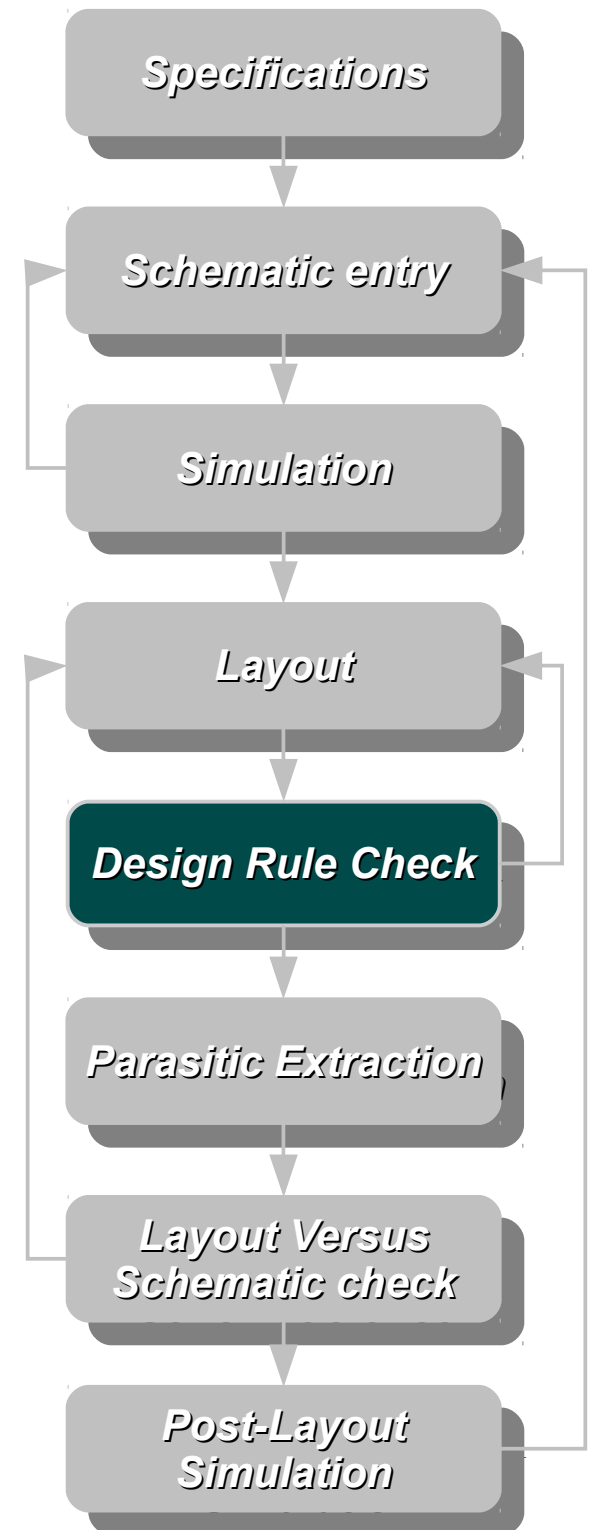 Specifications
Schematic entry
Simulation
Layout
Design Rule Check
Parasitic Extraction
Layout Versus
Schematic check
Post-Layout
Simulation